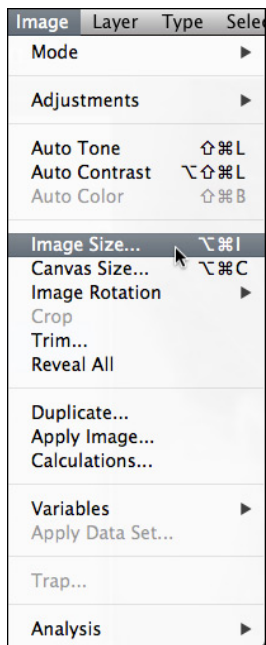 Image Layer Type Sele
Mode ▶
Adjustments ▶
Auto Tone ⇧⌘L
Auto Contrast ⌥⇧⌘L
Auto Color ⇧⌘B
Image Size... ⌥⌘I
Canvas Size... ⌥⌘C
Image Rotation ▶
Crop
Trim...
Reveal All
Duplicate...
Apply Image...
Calculations...
Variables ▶
Apply Data Set...
Trap...
Analysis ▶